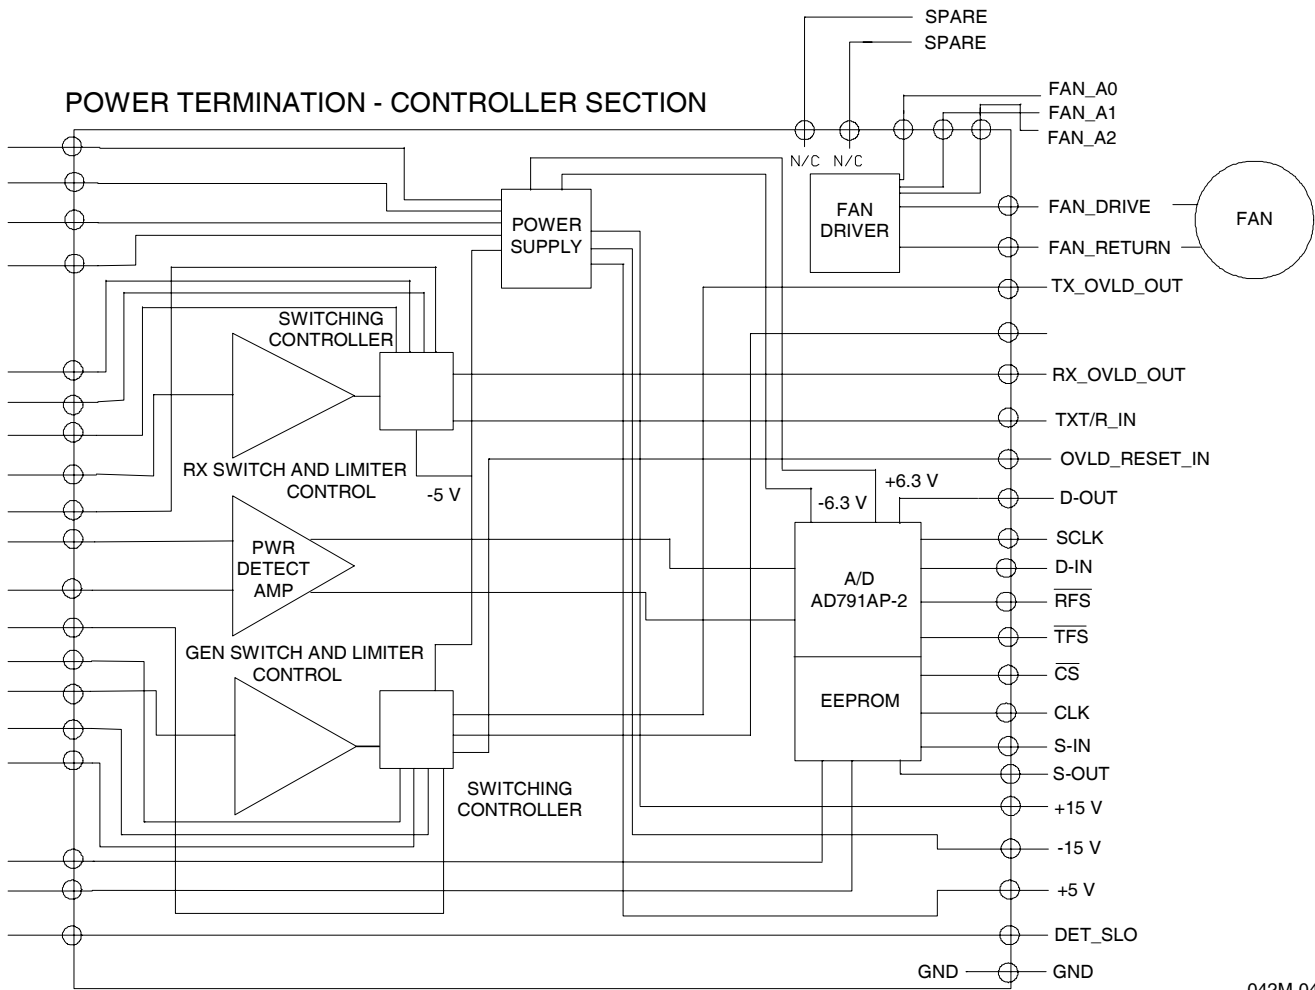 SPARE
SPARE
POWER TERMINATION - CONTROLLER SECTION
FAN_A0
FAN_A1
FAN_A2
N/C
N/C
POWER
SUPPLY
FAN
DRIVER
FAN_DRIVE
FAN
FAN_RETURN
TX_OVLD_OUT
SWITCHING
CONTROLLER
RX_OVLD_OUT
TXT/R_IN
RX SWITCH AND LIMITER
CONTROL
-5 V
OVLD_RESET_IN
+6.3 V
-6.3 V
D-OUT
SCLK
PWR
DETECT
AMP
A/D
AD791AP-2
D-IN
RFS
TFS
GEN SWITCH AND LIMITER
CONTROL
CS
EEPROM
CLK
S-IN
S-OUT
SWITCHING
CONTROLLER
+15 V
-15 V
+5 V
DET_SLO
GND
GND